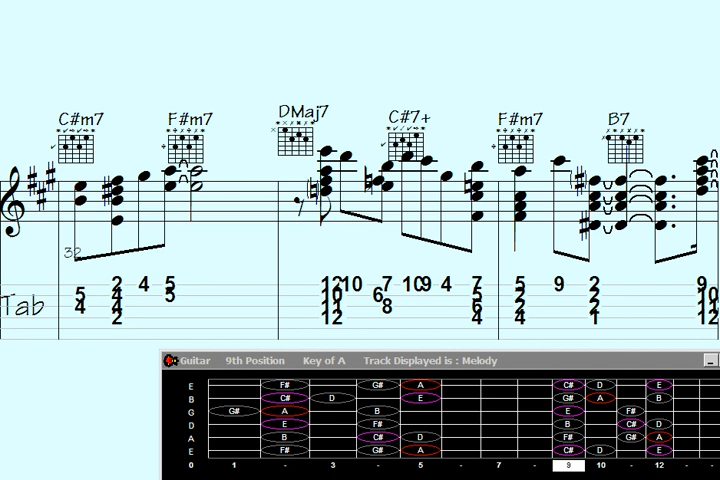 C#m7 F#m7 DMaj7 C#7+ F#m7 B7
32
2 4 5 12 10 7 10 9 4 7 5 9 2 9
5 4 5 10 6 5 2 2 10
4 4 11 8 6 2 2 11
2 12 4 4 1 12
Tab
Guitar 9th Position Key of A Track Displayed is : Melody
E F# G# A C# D E
B C# D E G# A B
G G# A B E F#
D E B C# D
A B C# D F# G# A
E F# G# A C# D E
0 1 - 3 - 5 - 7 - 9 10 - 12 - -